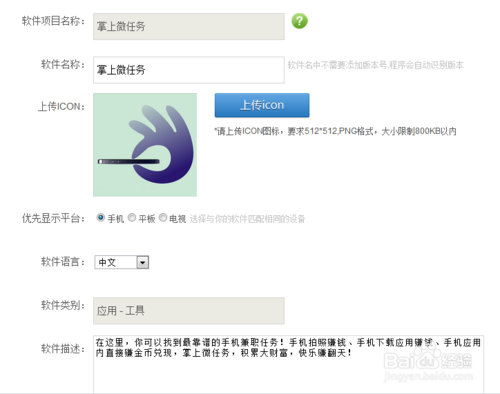 软件项目名称： 掌上微任务 ?
软件名称： 掌上微任务 软件名中不需要添加版本号,程序会自动识别版本
上传ICON： 上传icon
*请上传ICON图标，要求512*512,PNG格式，大小限制800KB以内
优先显示平台： 手机 平板 电视 选择与你的软件匹配相同的设备
软件语言： 中文
软件类别： 应用 - 工具
软件描述： 在这里，你可以找到最靠谱的手机兼职任务！手机拍照赚钱、手机下载应用赚钱、手机应用
内直接赚金币兑现，掌上微任务，积累大财富，快乐赚翻天！
Baidu 经验
jingyan.baidu.com